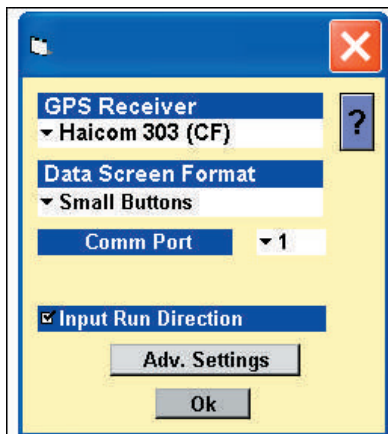 GPS Receiver
?
Haicom 303 (CF)
Data Screen Format
Small Buttons
Comm Port 1
Input Run Direction
Adv. Settings
Ok